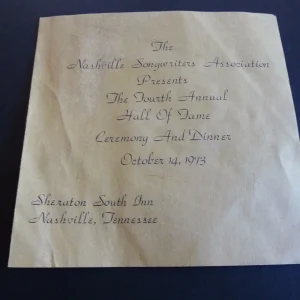 The
Nashville Songwriters Association
Presents
The Fourth Annual
Hall Of Fame
Ceremony And Dinner
October 14, 1973
Sheraton South Inn
Nashville, Tennessee